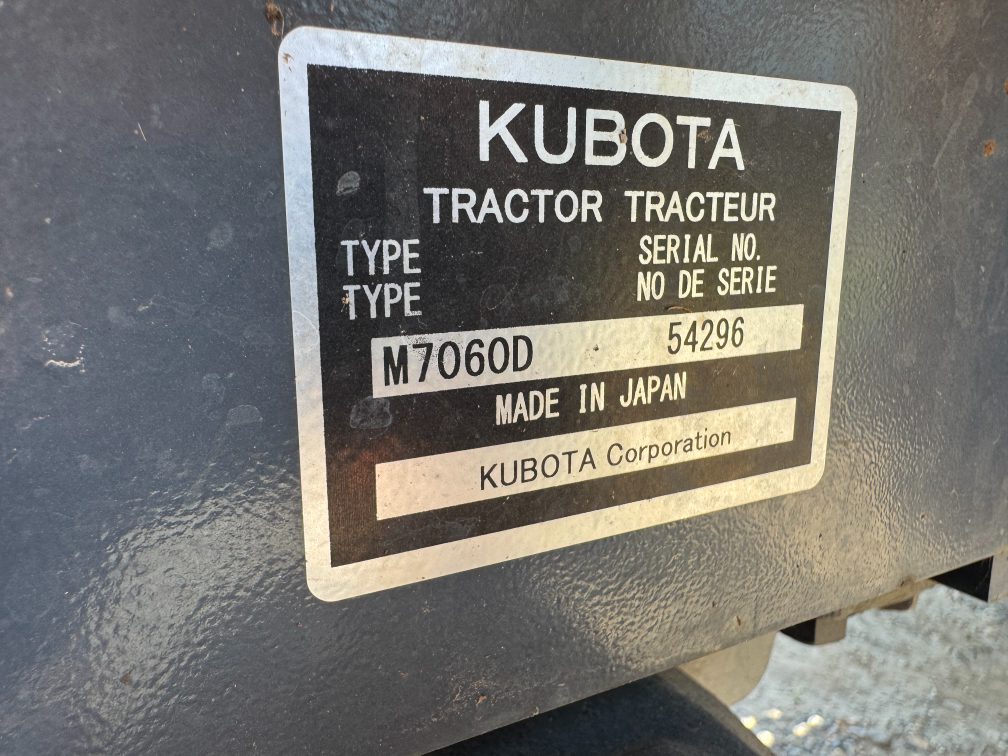 KUBOTA
TRACTOR TRACTEUR
TYPE SERIAL NO.
TYPE NO DE SERIE
M7060D 54296
MADE IN JAPAN
KUBOTA Corporation